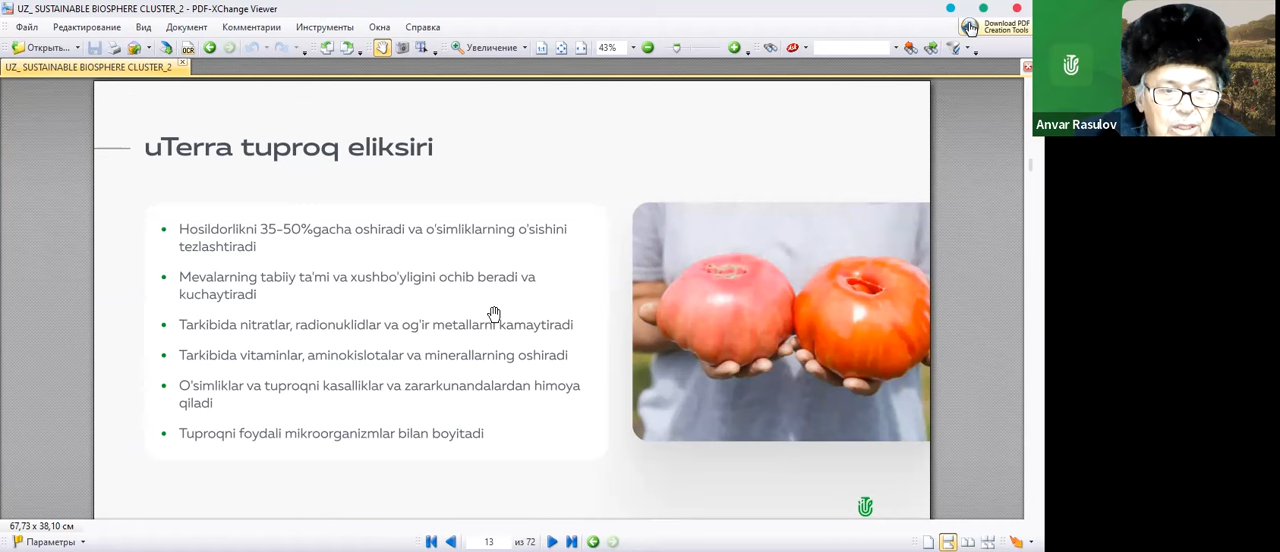 UZ_ SUSTAINABLE BIOSPHERE CLUSTER_2 - PDF-XChange Viewer
Файл Редактирование Вид Документ Комментарии Инструменты Окна Справка
Download PDF
Creation Tools
Открыть... OCR Увеличение 43%
UZ_ SUSTAINABLE BIOSPHERE CLUSTER_2
Anvar Rasulov
uTerra tuproq eliksiri
• Hosildorlikni 35-50%gacha oshiradi va o'simliklarning o'sishini
tezlashtiradi
• Mevalarning tabiiy ta'mi va xushbo'yligini ochib beradi va
kuchaytiradi
• Tarkibida nitratlar, radionuklidlar va og'ir metallarni kamaytiradi
• Tarkibida vitaminlar, aminokislotalar va minerallarning oshiradi
• O'simliklar va tuproqni kasalliklar va zararkunandalardan himoya
qiladi
• Tuproqni foydali mikroorganizmlar bilan boyitadi
67,73 x 38,10 см
Параметры 13 из 72